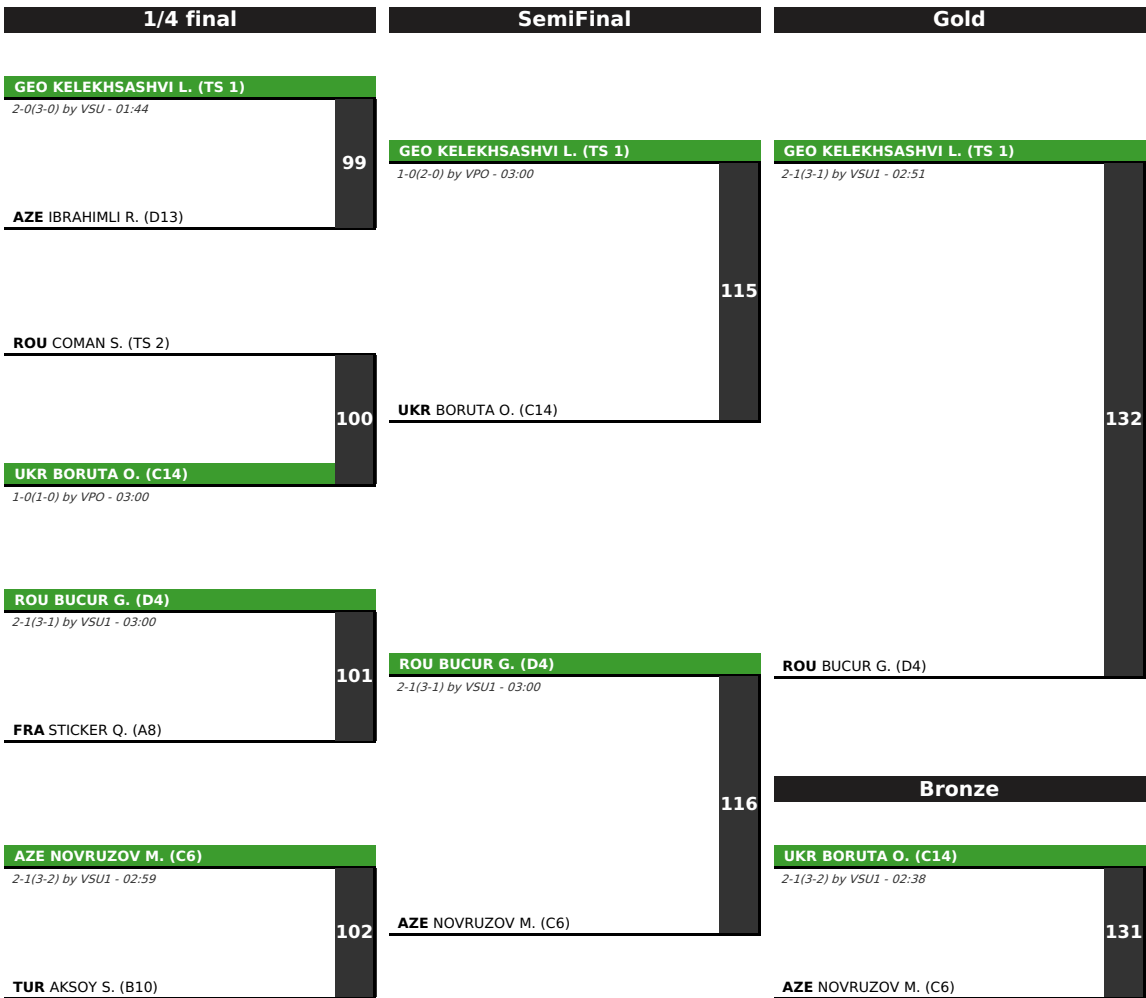 1/4 final
SemiFinal
Gold
GEO KELEKHSASHVI L. (TS 1)
2-0(3-0) by VSU - 01:44
99
AZE IBRAHIMLI R. (D13)
GEO KELEKHSASHVI L. (TS 1)
1-0(2-0) by VPO - 03:00
115
UKR BORUTA O. (C14)
GEO KELEKHSASHVI L. (TS 1)
2-1(3-1) by VSU1 - 02:51
132
ROU BUCUR G. (D4)
ROU COMAN S. (TS 2)
100
UKR BORUTA O. (C14)
1-0(1-0) by VPO - 03:00
ROU BUCUR G. (D4)
2-1(3-1) by VSU1 - 03:00
101
FRA STICKER Q. (A8)
ROU BUCUR G. (D4)
2-1(3-1) by VSU1 - 03:00
116
AZE NOVRUZOV M. (C6)
AZE NOVRUZOV M. (C6)
2-1(3-2) by VSU1 - 02:59
102
TUR AKSOY S. (B10)
Bronze
UKR BORUTA O. (C14)
2-1(3-2) by VSU1 - 02:38
131
AZE NOVRUZOV M. (C6)